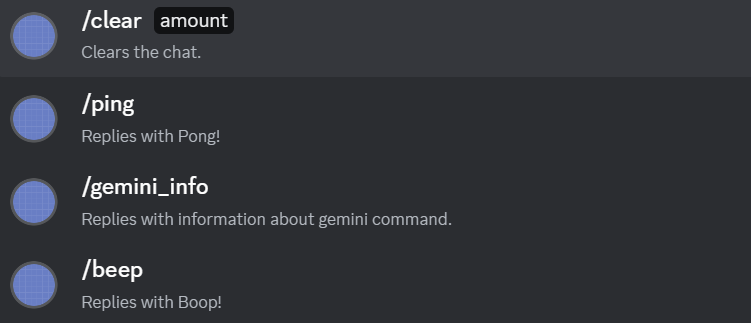 /clear amount
Clears the chat.
/ping
Replies with Pong!
/gemini_info
Replies with information about gemini command.
/beep
Replies with Boop!